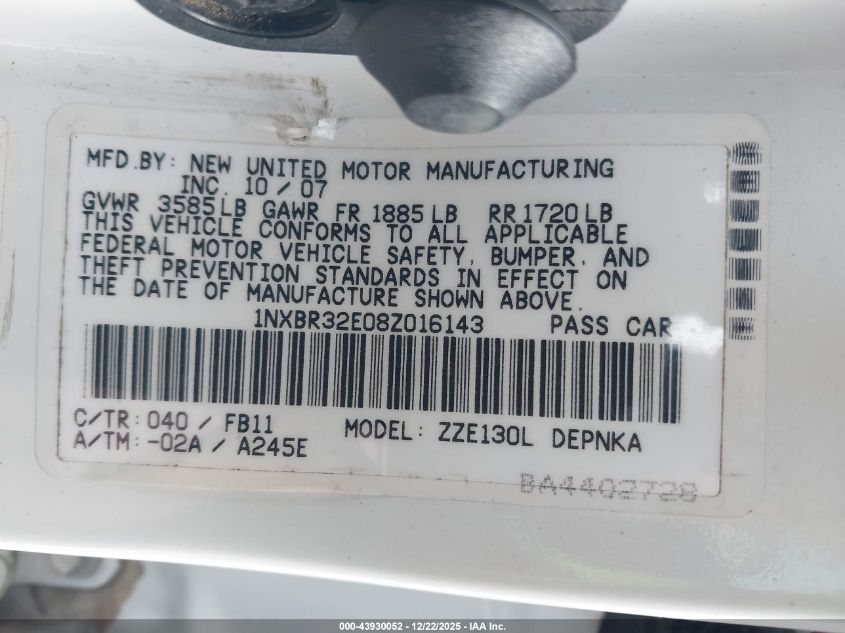 MFD.BY: NEW UNITED MOTOR MANUFACTURING
INC. 10 / 07
GVWR 3585LB GAWR FR 1885 LB RR 1720 LB
THIS VEHICLE CONFORMS TO ALL APPLICABLE
FEDERAL MOTOR VEHICLE SAFETY, BUMPER, AND
THEFT PREVENTION STANDARDS IN EFFECT ON
THE DATE OF MANUFACTURE SHOWN ABOVE.
1NXBR32E08Z016143 PASS CAR
C/TR: 040 / FB11
A/TM: -02A / A245E
MODEL: ZZE130L DEPNKA
BA4402728
000-43930052 - 12/22/2025 - IAA Inc.